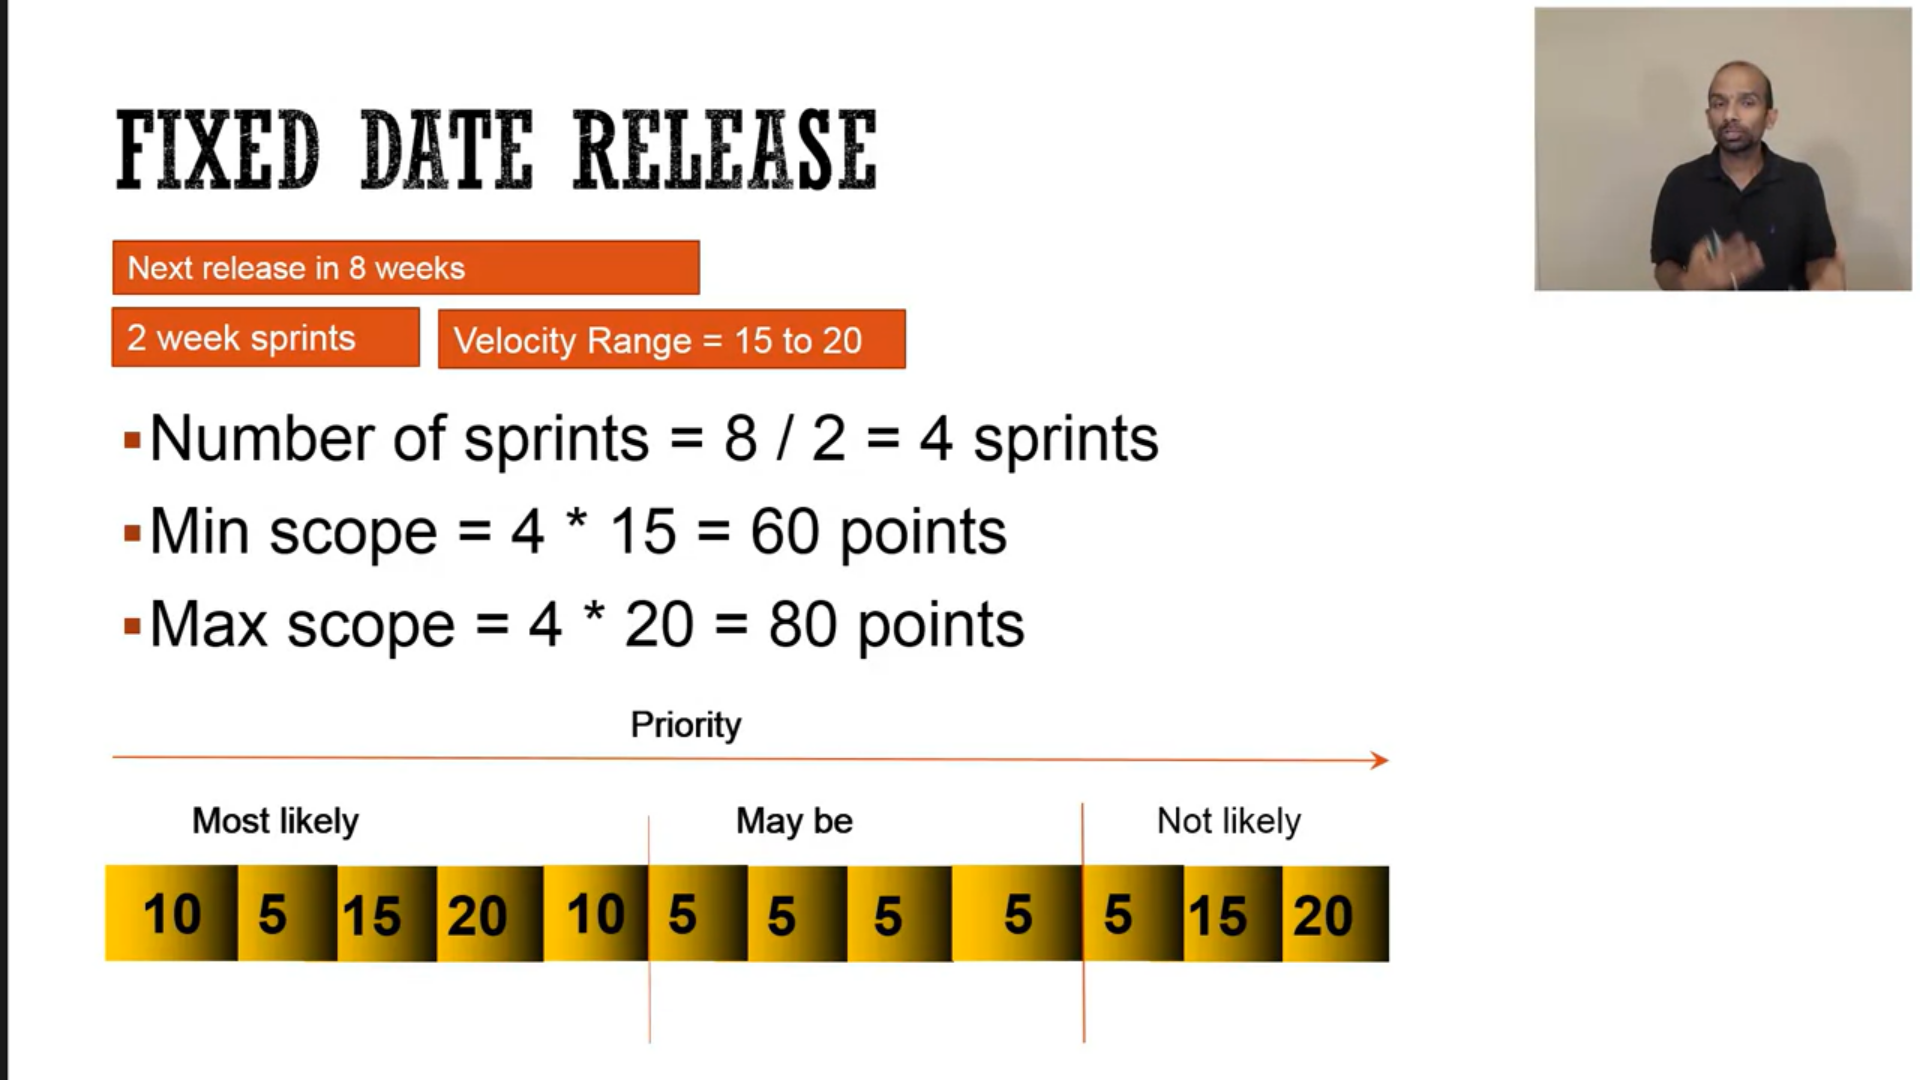 FIXED DATE RELEASE
Next release in 8 weeks
2 week sprints
Velocity Range = 15 to 20
▪Number of sprints = 8 / 2 = 4 sprints
▪Min scope = 4 * 15 = 60 points
▪Max scope = 4 * 20 = 80 points
Priority
Most likely May be Not likely
10 5 15 20 10 5 5 5 5 5 15 20